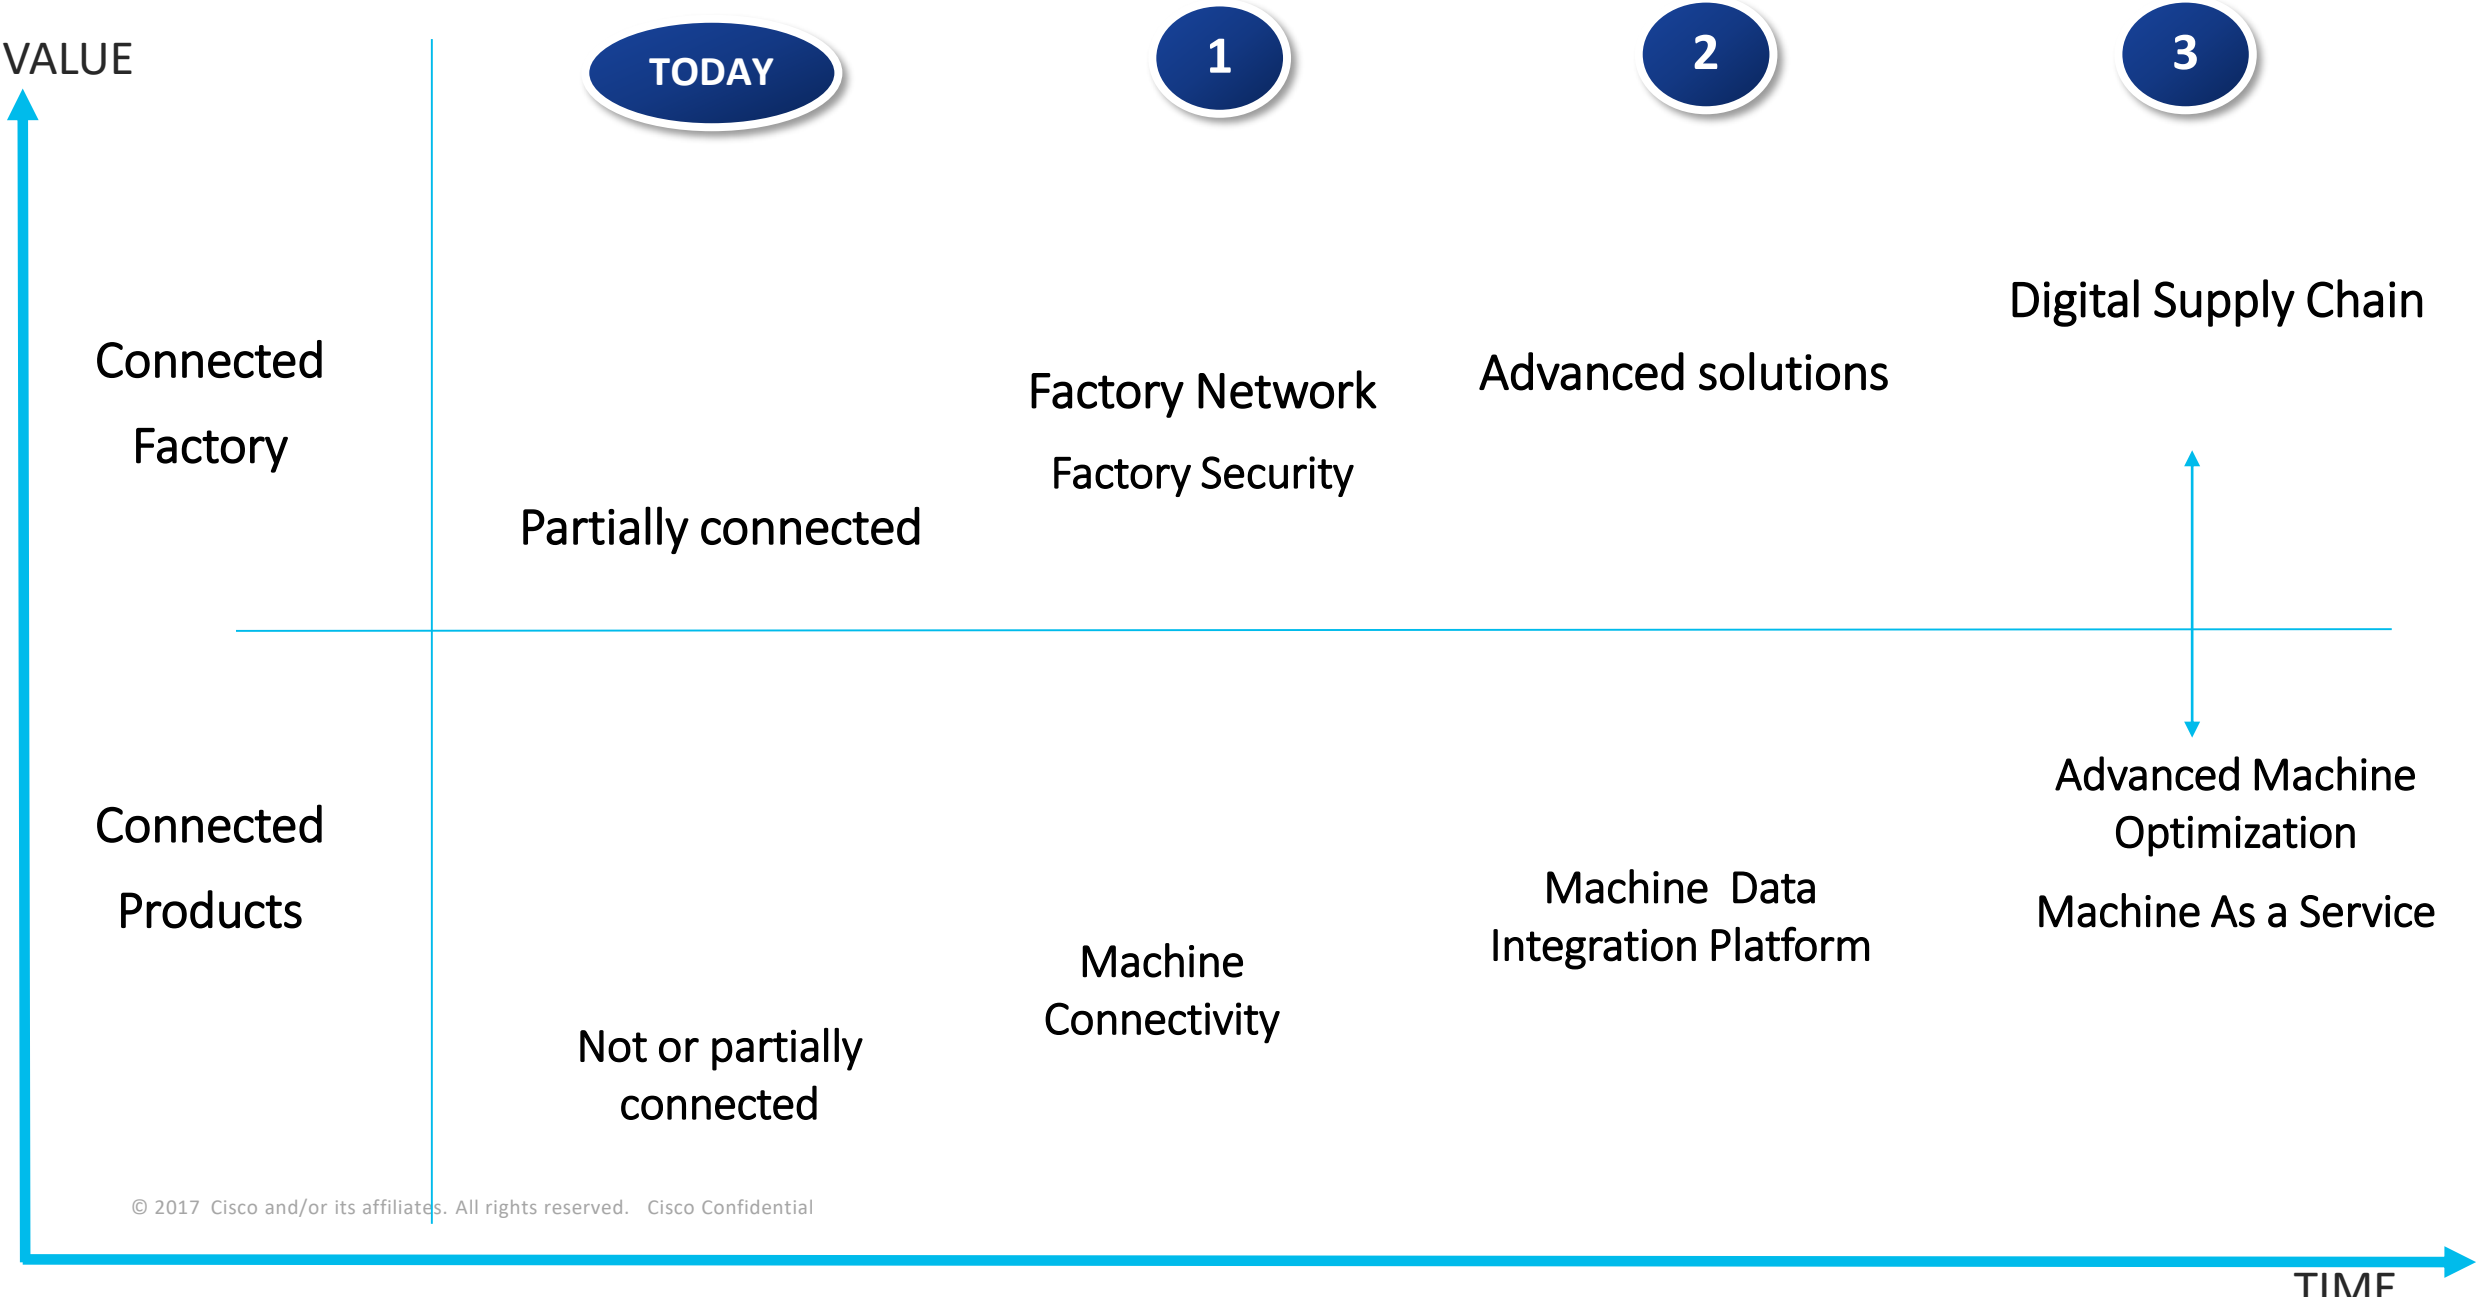 VALUE
TODAY
1
2
3
Connected
Factory
Partially connected
Factory Network
Factory Security
Advanced solutions
Digital Supply Chain
Connected
Products
Not or partially
connected
Machine
Connectivity
Machine  Data
Integration Platform
Advanced Machine
Optimization
Machine As a Service
© 2017  Cisco and/or its affiliates. All rights reserved.   Cisco Confidential
TIME